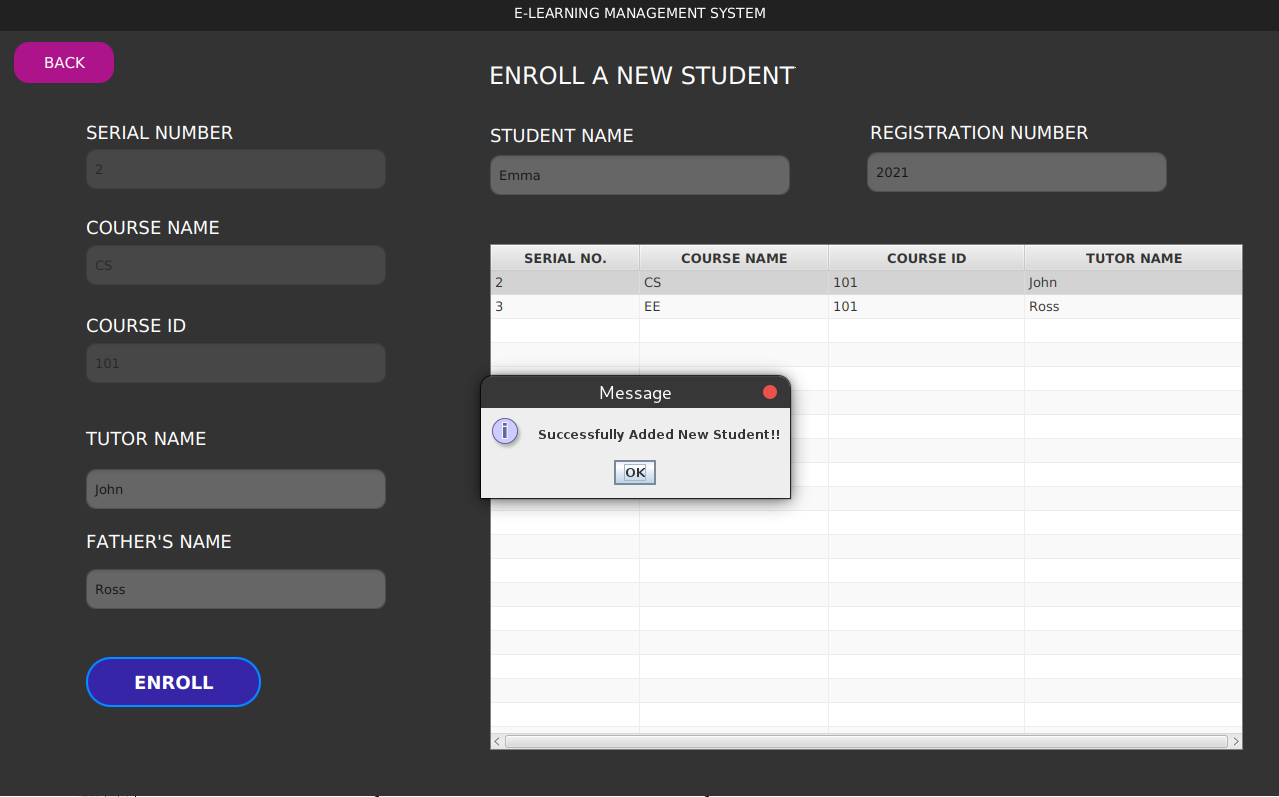 E-LEARNING MANAGEMENT SYSTEM
BACK
ENROLL A NEW STUDENT
SERIAL NUMBER
2
STUDENT NAME
Emma
REGISTRATION NUMBER
2021
COURSE NAME
CS
COURSE ID
101
TUTOR NAME
John
FATHER'S NAME
Ross
ENROLL
SERIAL NO. COURSE NAME COURSE ID TUTOR NAME
2 CS 101 John
3 EE 101 Ross
Message
Successfully Added New Student!!
OK